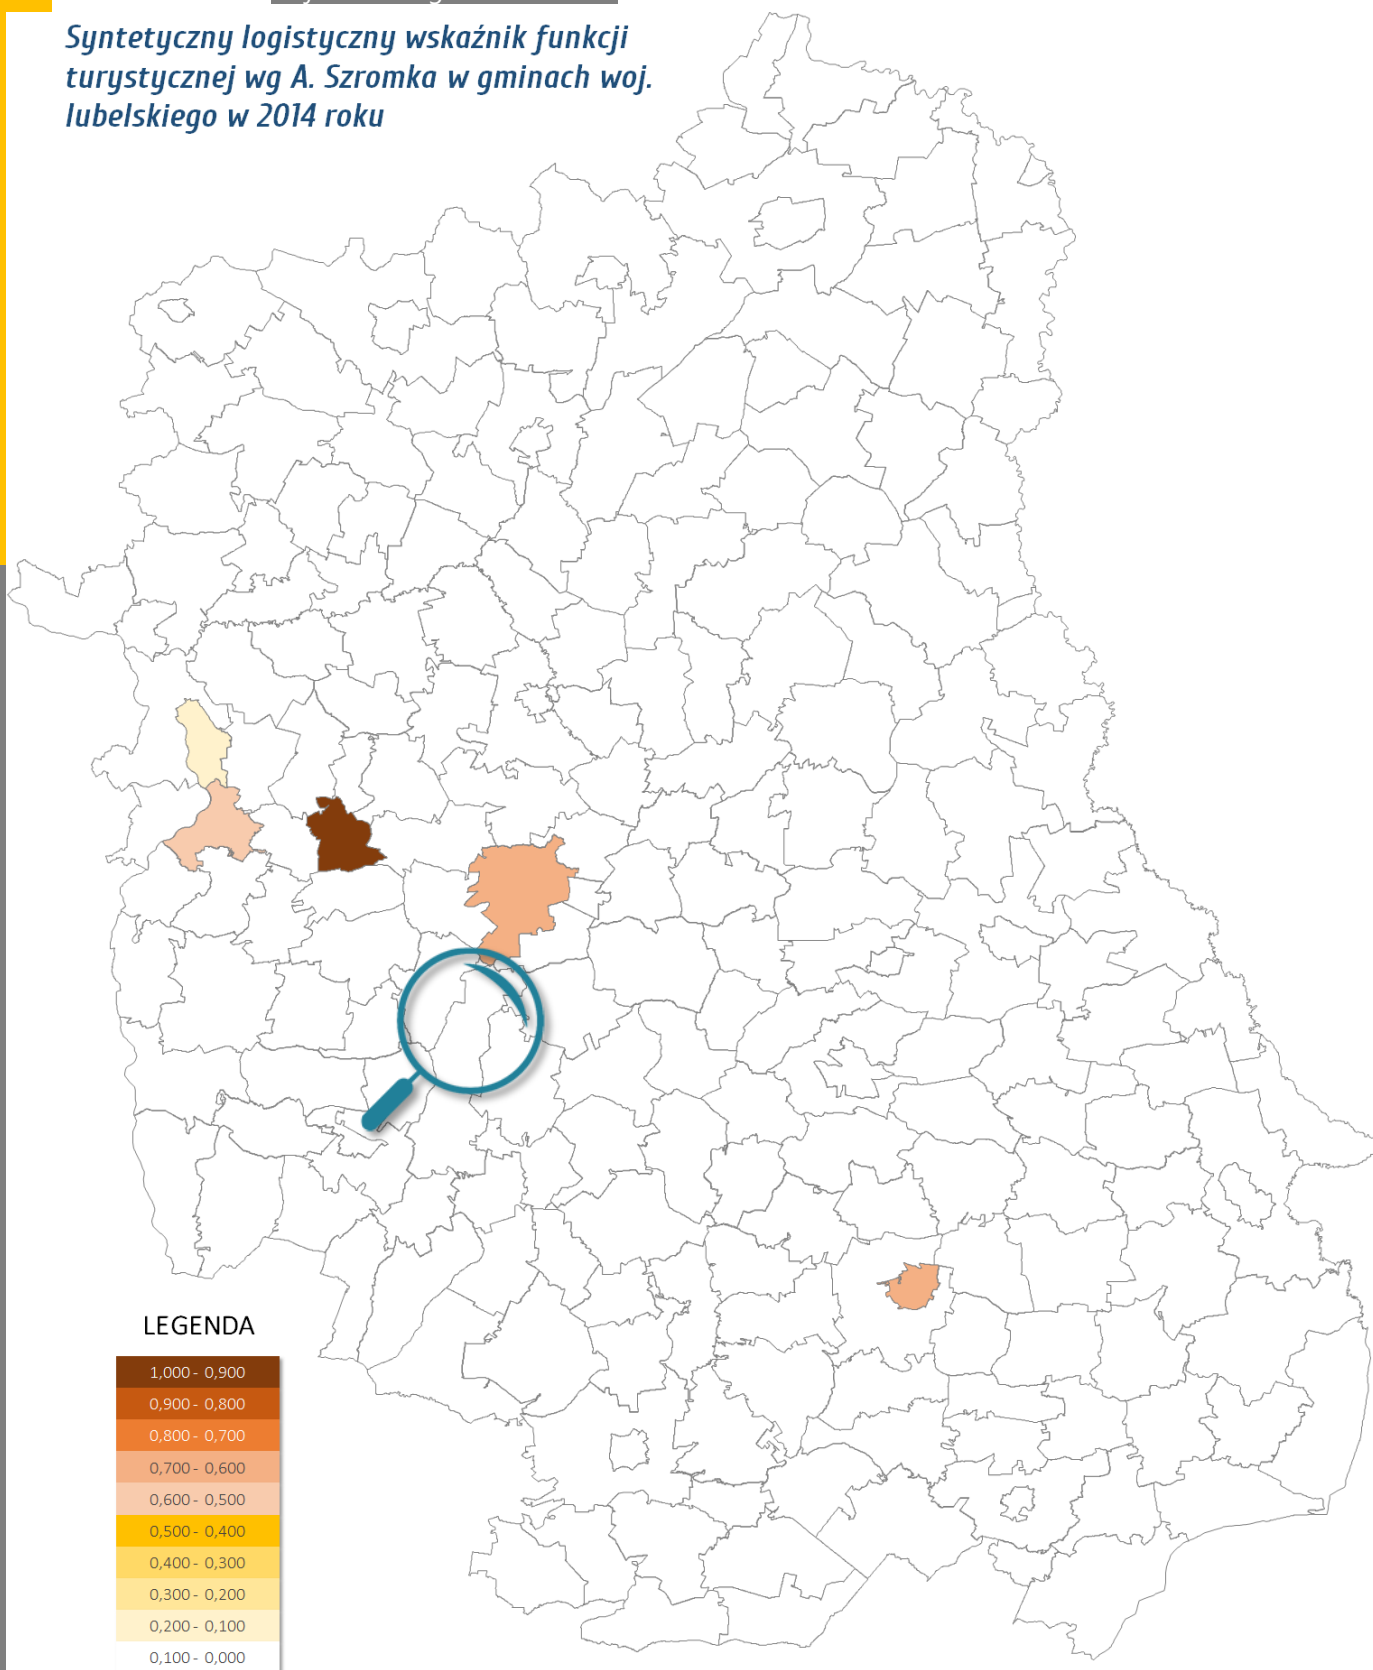 Syntetyczny logistyczny wskaźnik funkcji
turystycznej wg A. Szromka w gminach woj.
lubelskiego w 2014 roku
LEGENDA
1,000 - 0,900
0,900 - 0,800
0,800 - 0,700
0,700 - 0,600
0,600 - 0,500
0,500 - 0,400
0,400 - 0,300
0,300 - 0,200
0,200 - 0,100
0,100 - 0,000